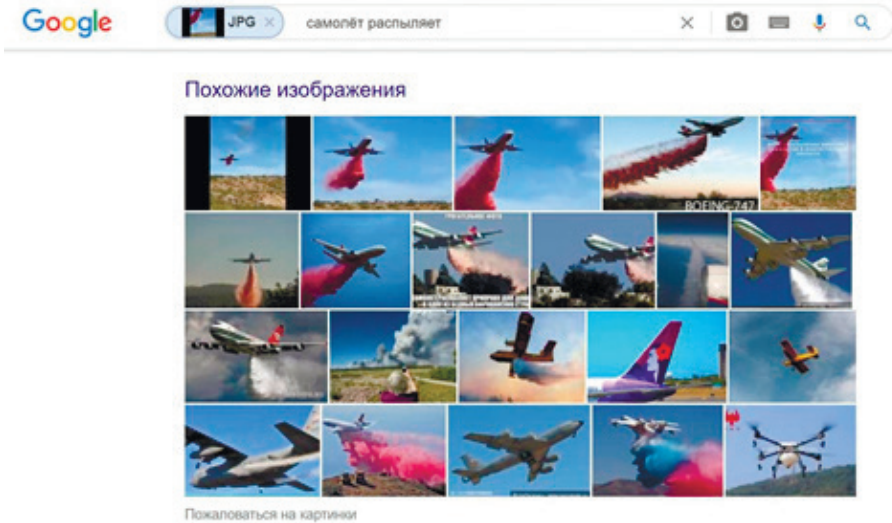 Google
JPG × самолёт распыляет
Похожие изображения
BOEING-747
Пожаловаться на картинки